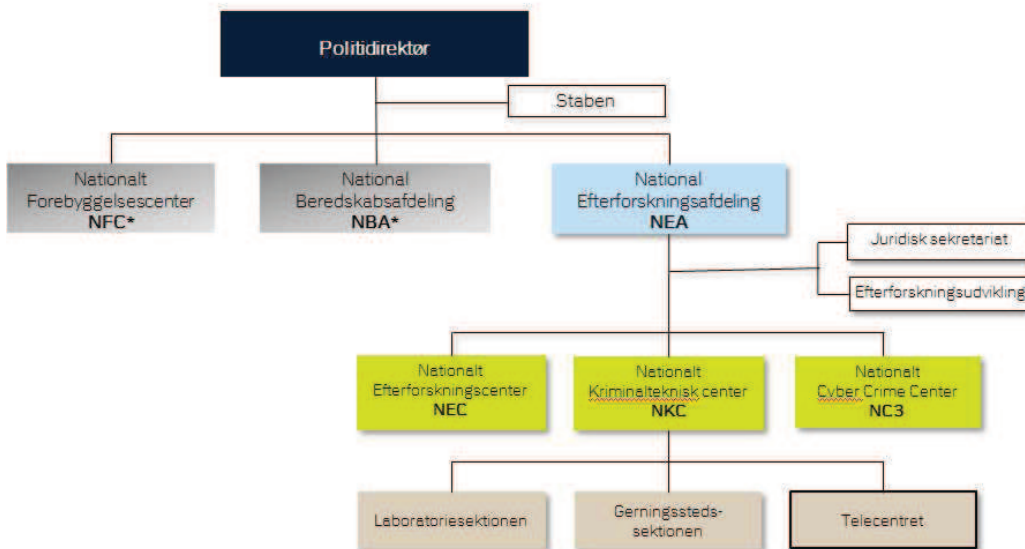 Politidirektør
Staben
Nationalt
Forebyggelsescenter
NFC*
National
Beredskabsafdeling
NBA*
National
Efterforskningsafdeling
NEA
Juridisk sekretariat
Efterforskningsudvikling
Nationalt
Efterforskningscenter
NEC
Nationalt
Kriminalteknisk center
NKC
Nationalt
Cyber Crime Center
NC3
Laboratoriesektionen
Gerningssteds-
sektionen
Telecentret